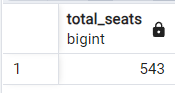 total_seats
bigint
1 543